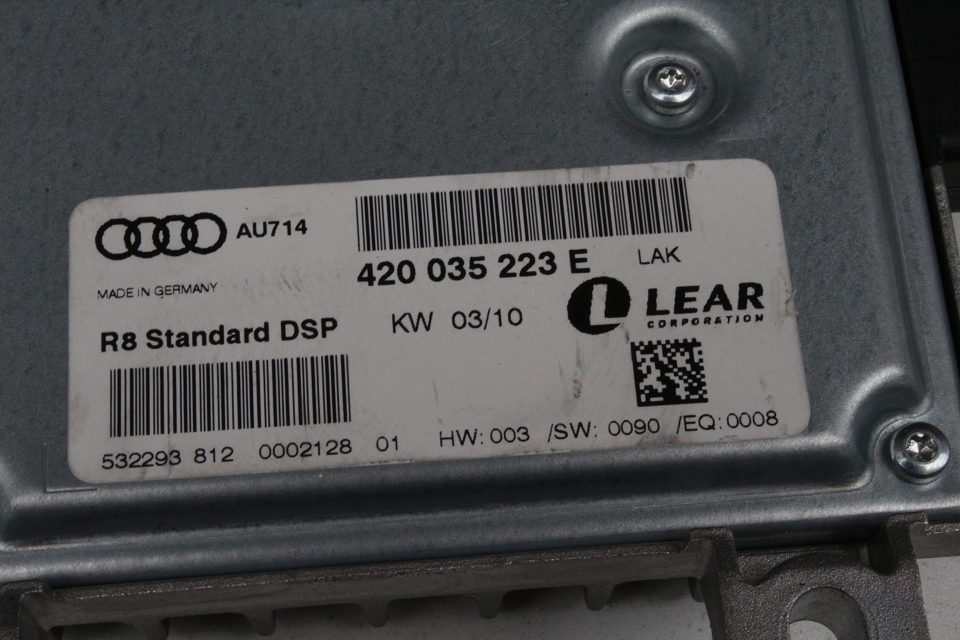 AU714
420 035 223 E
LAK
MADE IN GERMANY
R8 Standard DSP
KW 03/10
LEAR
CORPORATION
532293 812 0002128 01
HW: 003 /SW: 0090 /EQ:0008